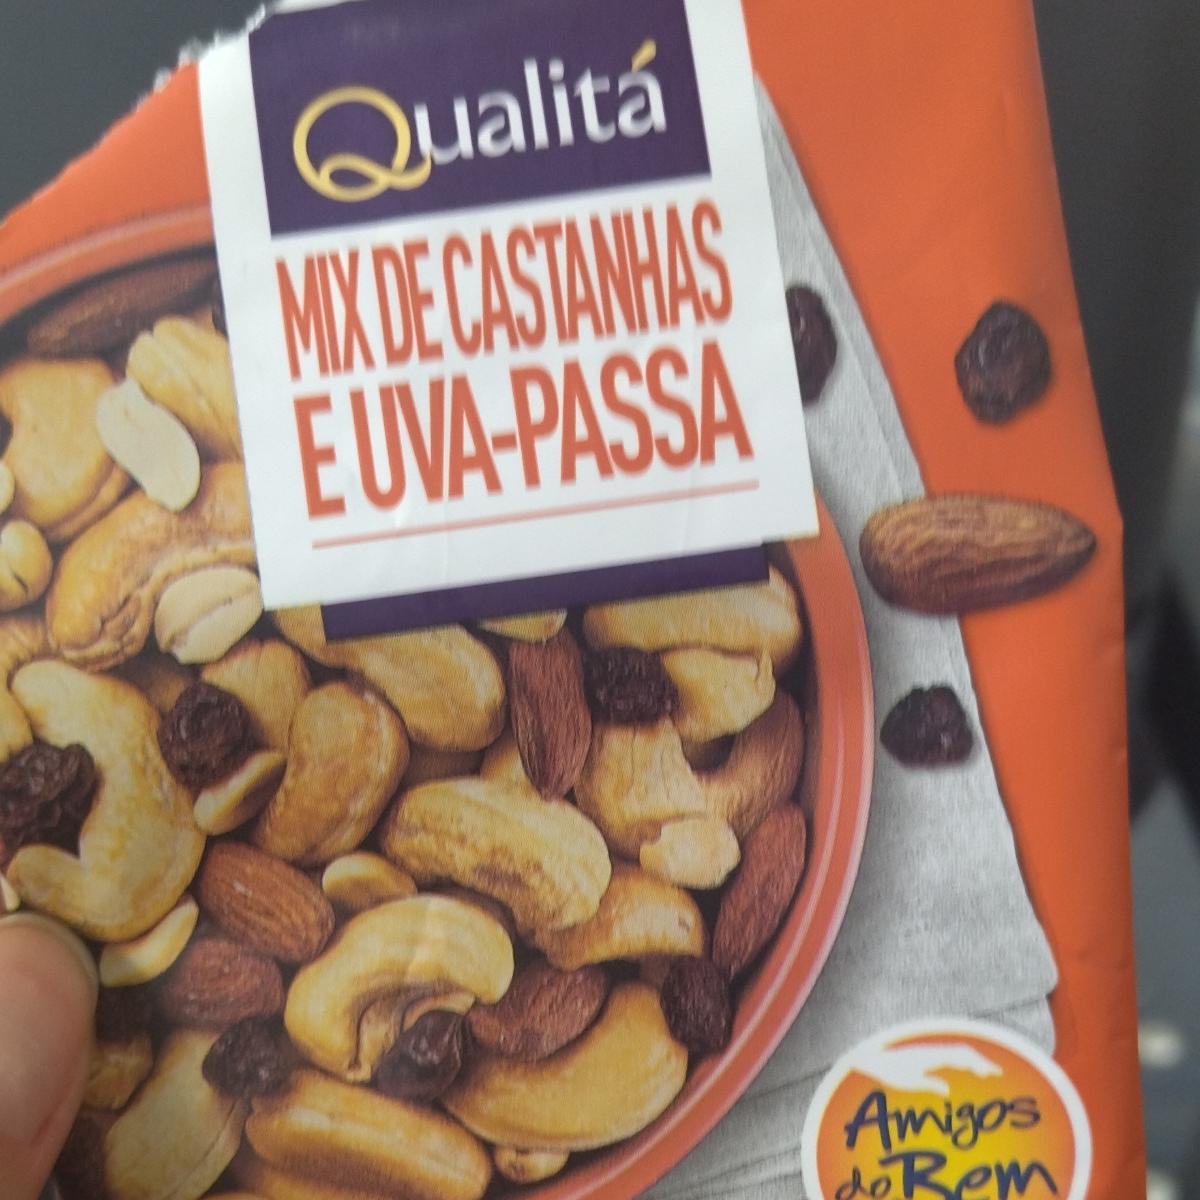 Qualitá
MIX DE CASTANHAS
E UVA-PASSA
Amigos
do Bem